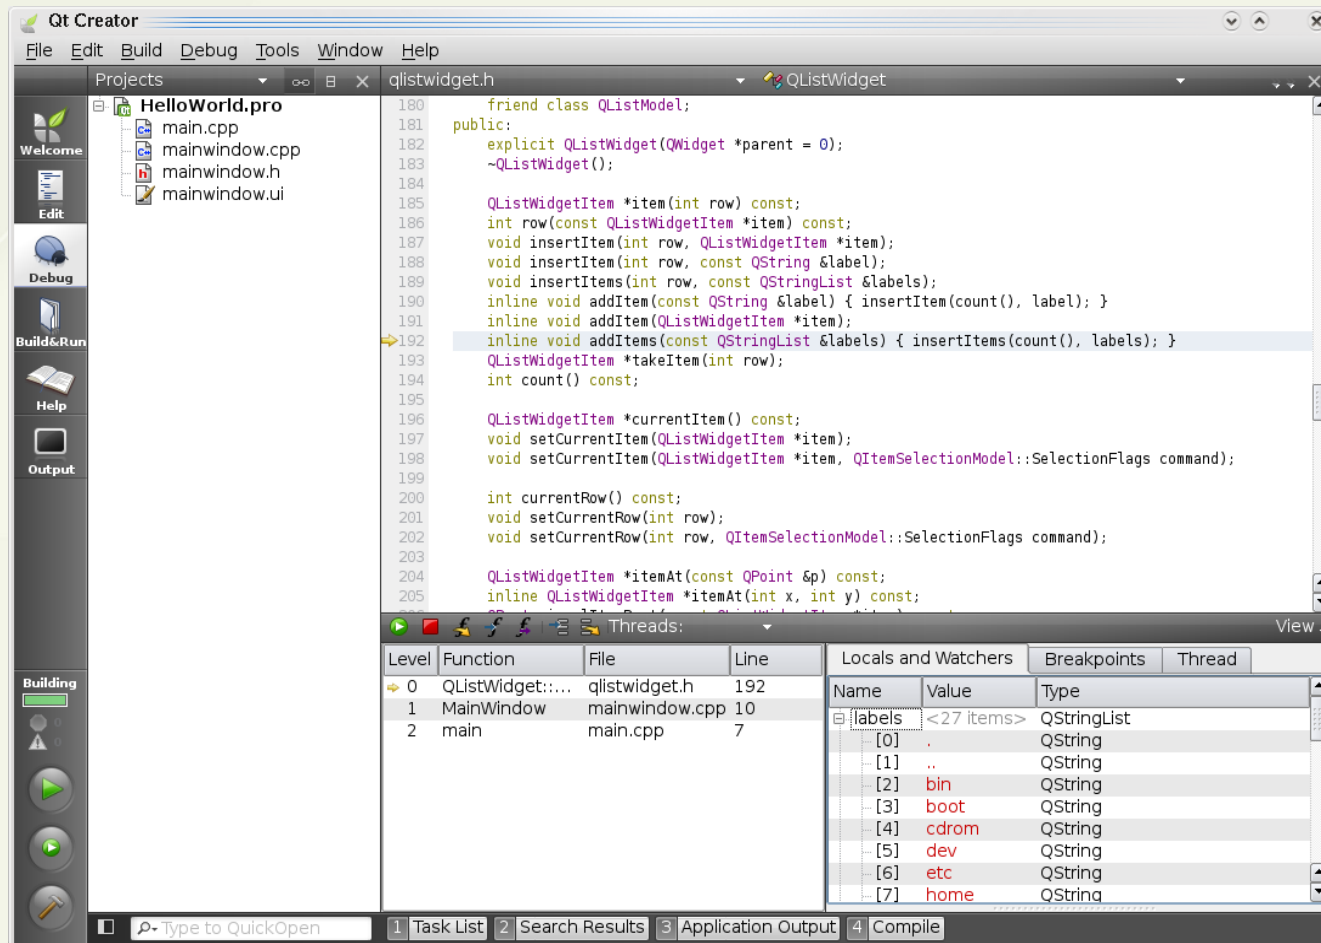 Qt Creator
File Edit Build Debug Tools Window Help
Projects
qlistwidget.h
QListWidget
Welcome
Edit
Debug
Build&Run
Help
Output
HelloWorld.pro
main.cpp
mainwindow.cpp
mainwindow.h
mainwindow.ui
180 friend class QListModel;
181 public:
182 explicit QListWidget(QWidget *parent = 0);
183 ~QListWidget();
184
185 QListWidgetItem *item(int row) const;
186 int row(const QListWidgetItem *item) const;
187 void insertItem(int row, QListWidgetItem *item);
188 void insertItem(int row, const QString &label);
189 void insertItems(int row, const QStringList &labels);
190 inline void addItem(const QString &label) { insertItem(count(), label); }
191 inline void addItem(QListWidgetItem *item);
192 inline void addItems(const QStringList &labels) { insertItems(count(), labels); }
193 QListWidgetItem *takeItem(int row);
194 int count() const;
195
196 QListWidgetItem *currentItem() const;
197 void setCurrentItem(QListWidgetItem *item);
198 void setCurrentItem(QListWidgetItem *item, QItemSelectionModel::SelectionFlags command);
199
200 int currentRow() const;
201 void setCurrentRow(int row);
202 void setCurrentRow(int row, QItemSelectionModel::SelectionFlags command);
203
204 QListWidgetItem *itemAt(const QPoint &p) const;
205 inline QListWidgetItem *itemAt(int x, int y) const;
Threads:
View
Level Function File Line
0 QListWidget::... qlistwidget.h 192
1 MainWindow mainwindow.cpp 10
2 main main.cpp 7
Locals and Watchers Breakpoints Thread
Name Value Type
labels <27 items> QStringList
[0] . QString
[1] .. QString
[2] bin QString
[3] boot QString
[4] cdrom QString
[5] dev QString
[6] etc QString
[7] home QString
Building
0
0
Type to QuickOpen
1 Task List 2 Search Results 3 Application Output 4 Compile